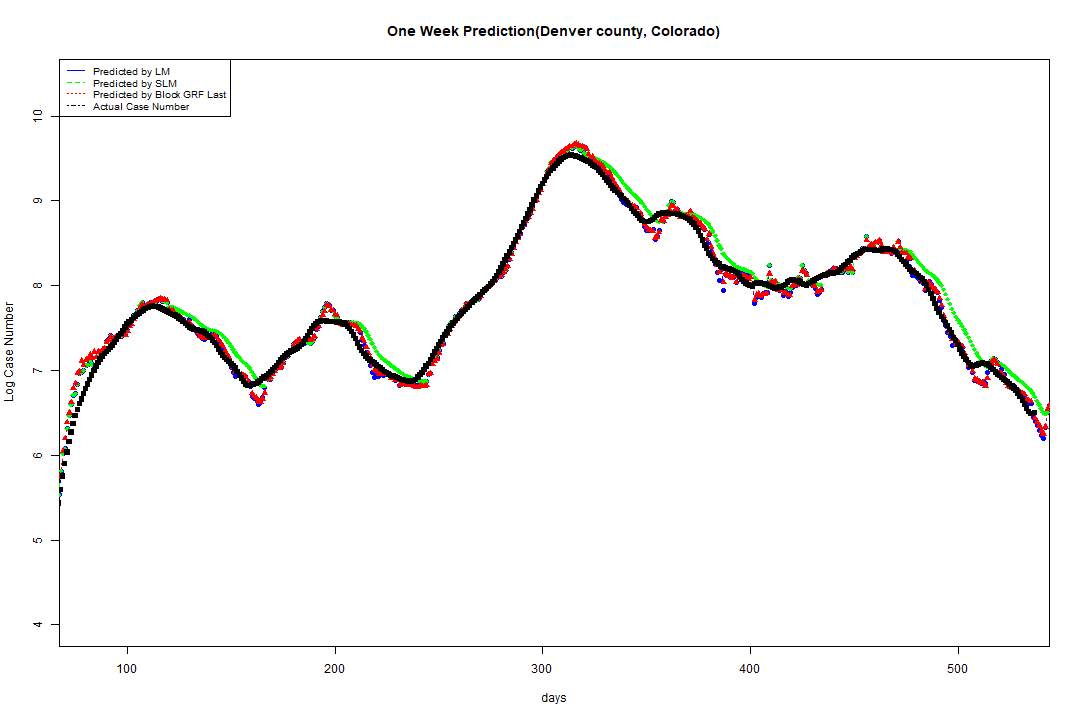 One Week Prediction(Denver county, Colorado)
Predicted by LM
Predicted by SLM
Predicted by Block GRF Last
Actual Case Number
10
9
8
7
6
5
4
Log Case Number
100 200 300 400 500
days